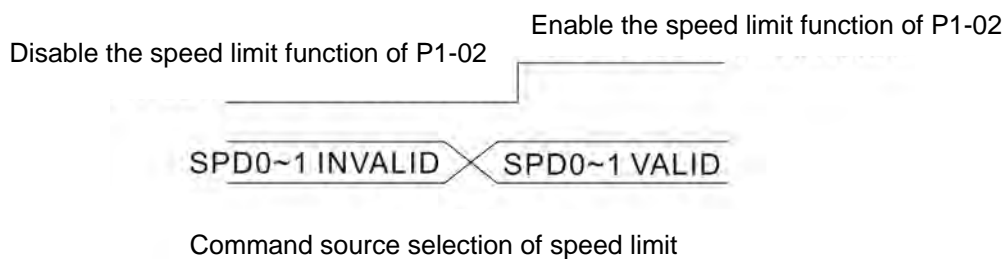 Enable the speed limit function of P1-02
Disable the speed limit function of P1-02
SPD0~1 INVALID SPD0~1 VALID
Command source selection of speed limit